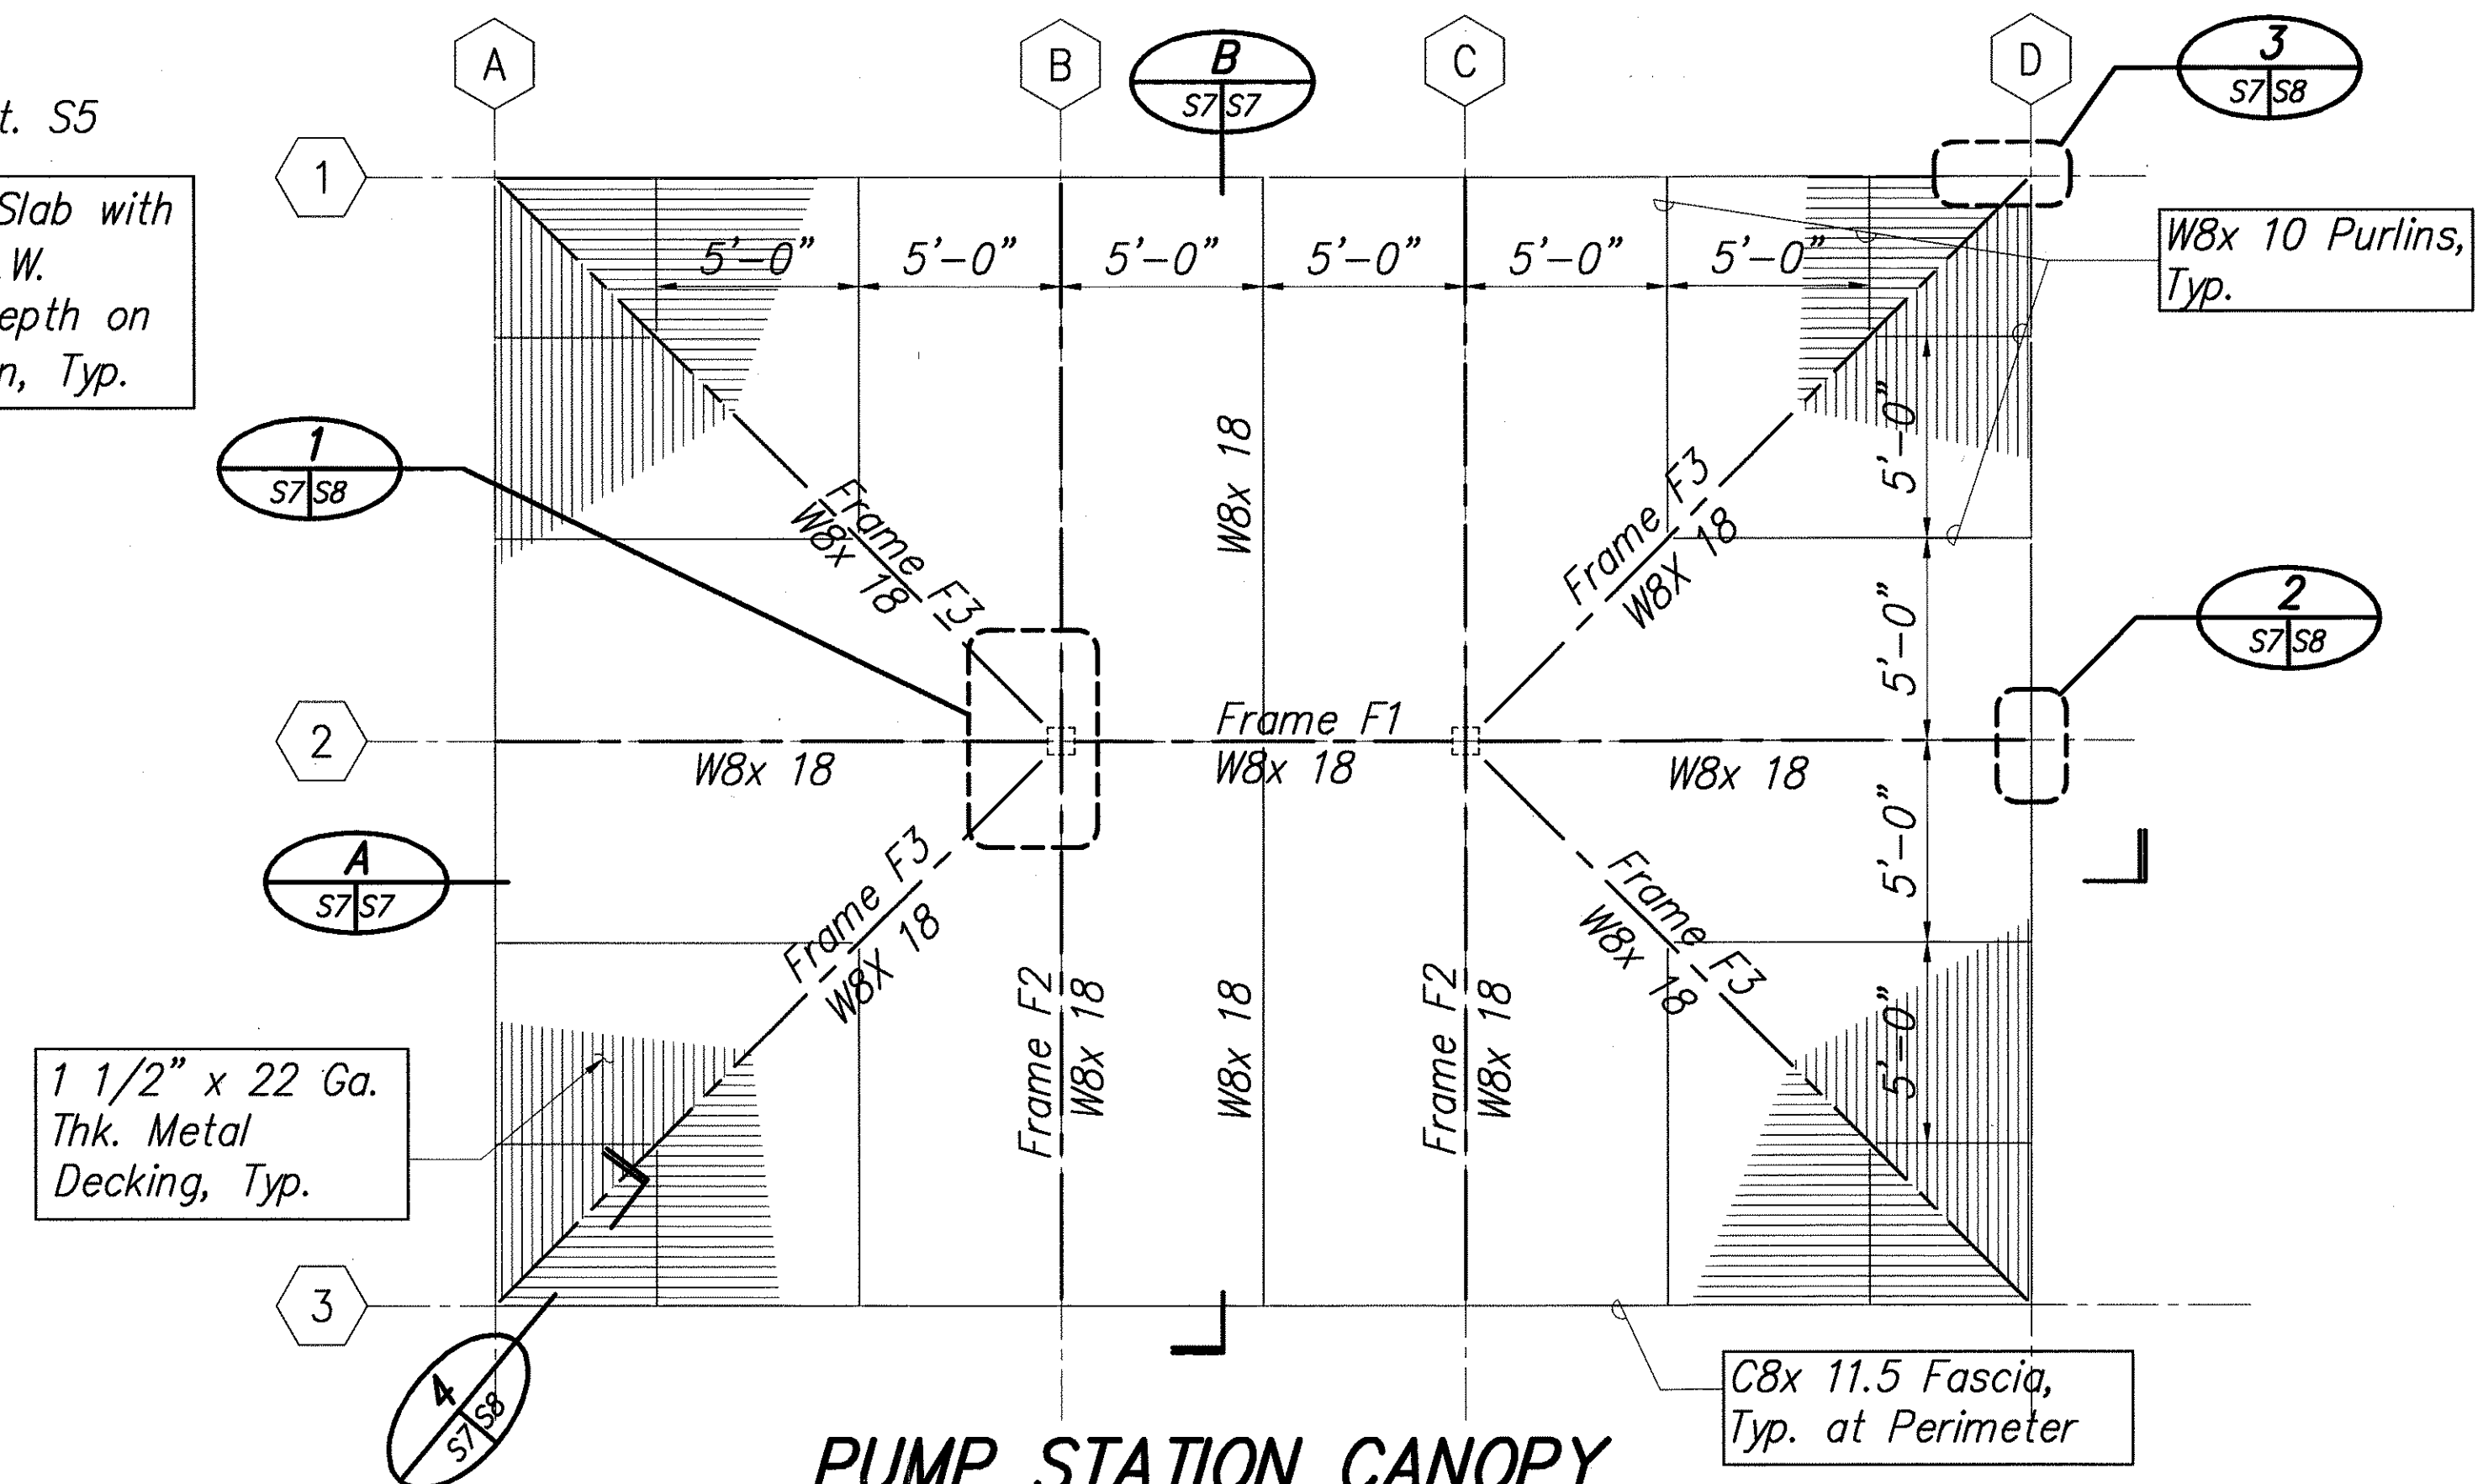 A
B
C
D
B
S7 S7
3
S7 S8
t. S5
1
Slab with
W.
epth on
n, Typ.
5'-0" 5'-0" 5'-0" 5'-0" 5'-0" 5'-0"
W8x 10 Purlins,
Typ.
1
S7 S8
W8x 18
5'-0"
Frame F3
W8x 18
Frame F3
W8X 18
2
S7 S8
5'-0"
2
Frame F1
W8x 18
W8x 18
W8x 18
5'-0"
A
S7 S7
Frame F3
W8X 18
Frame F3
W8x 18
Frame F2
W8x 18
W8x 18
Frame F2
W8x 18
5'-0"
1 1/2" x 22 Ga.
Thk. Metal
Decking, Typ.
3
4
S7 S8
C8x 11.5 Fascia,
Typ. at Perimeter
PUMP STATION CANOPY